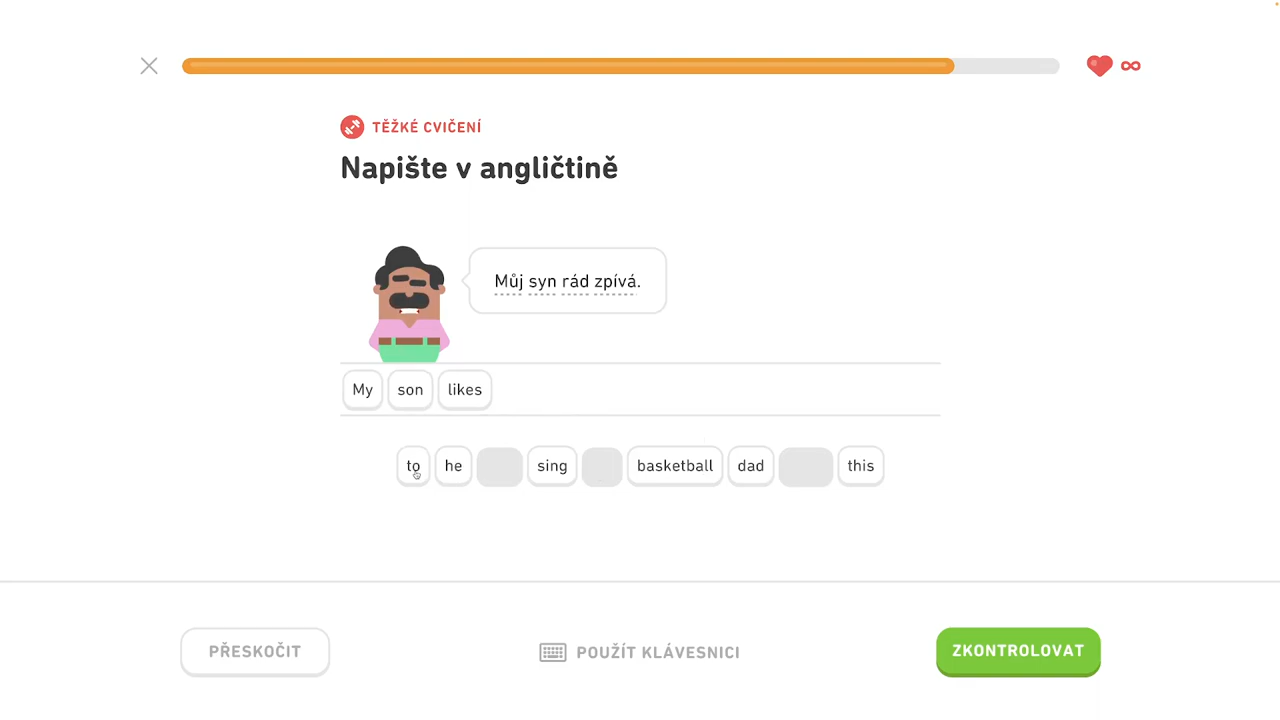 TĚŽKÉ CVIČENÍ
Napište v angličtině
Můj syn rád zpívá.
My son likes
to he sing basketball dad this
PŘESKOČIT POUŽÍT KLÁVESNICI ZKONTROLOVAT